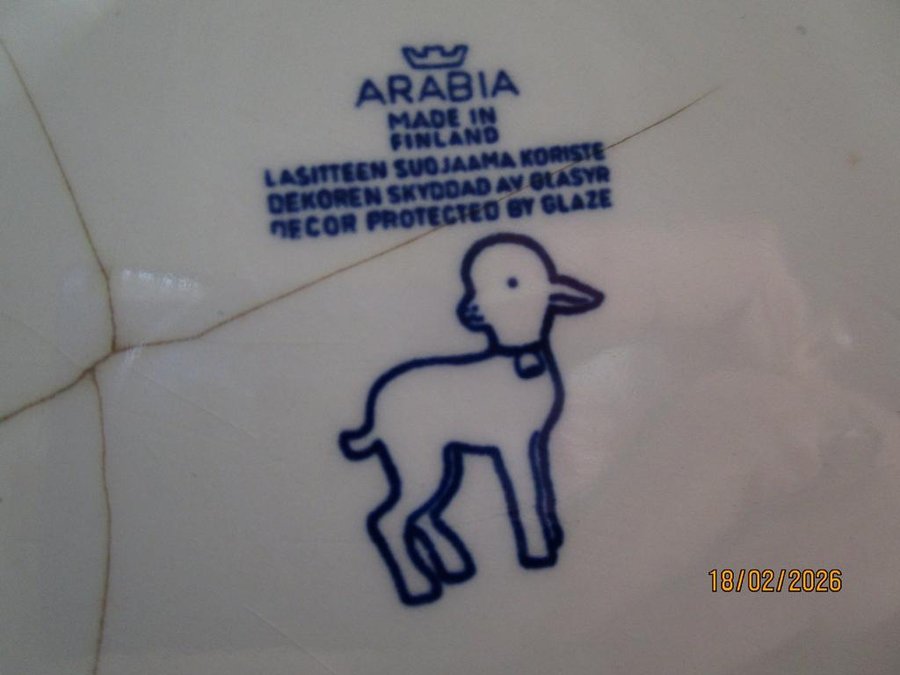 ARABIA
MADE IN
FINLAND
LASITTEEN SUOJAAMA KORISTE
DEKOREN SKYDDAD AV GLASYR
DECOR PROTECTED BY GLAZE
18/02/2026